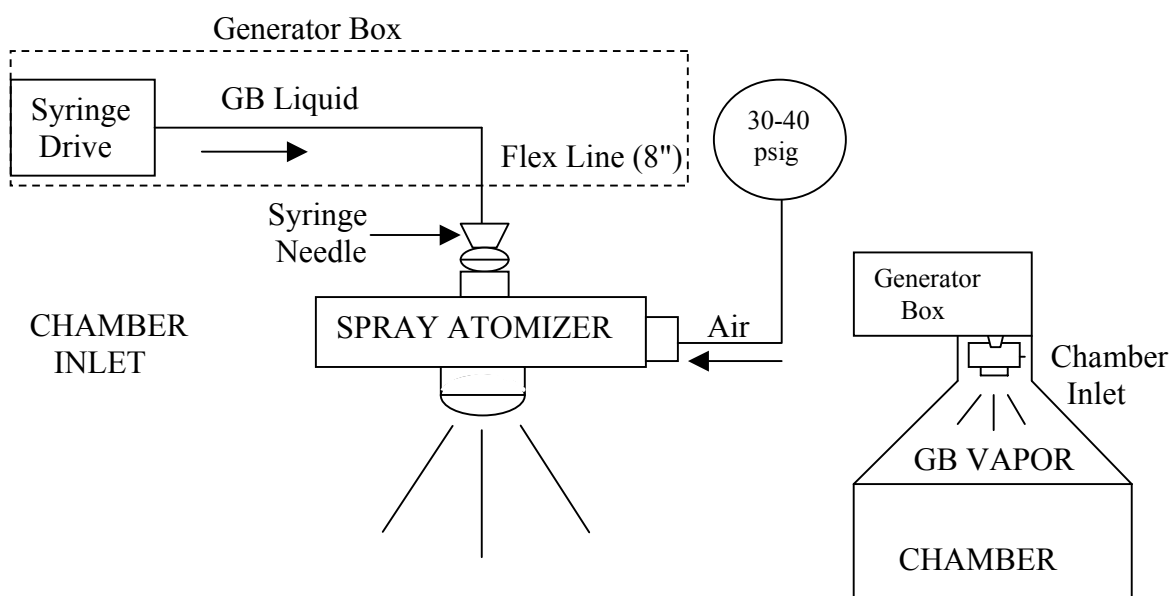 Generator Box
Syringe
Drive
GB Liquid
Flex Line (8")
30-40
psig
Syringe
Needle
CHAMBER
INLET
SPRAY ATOMIZER
Air
Generator
Box
Chamber
Inlet
GB VAPOR
CHAMBER